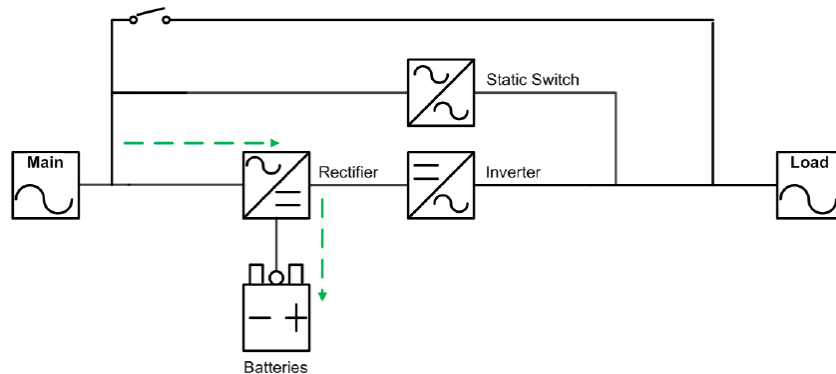 Static Switch
Main
Rectifier
Inverter
Load
Batteries